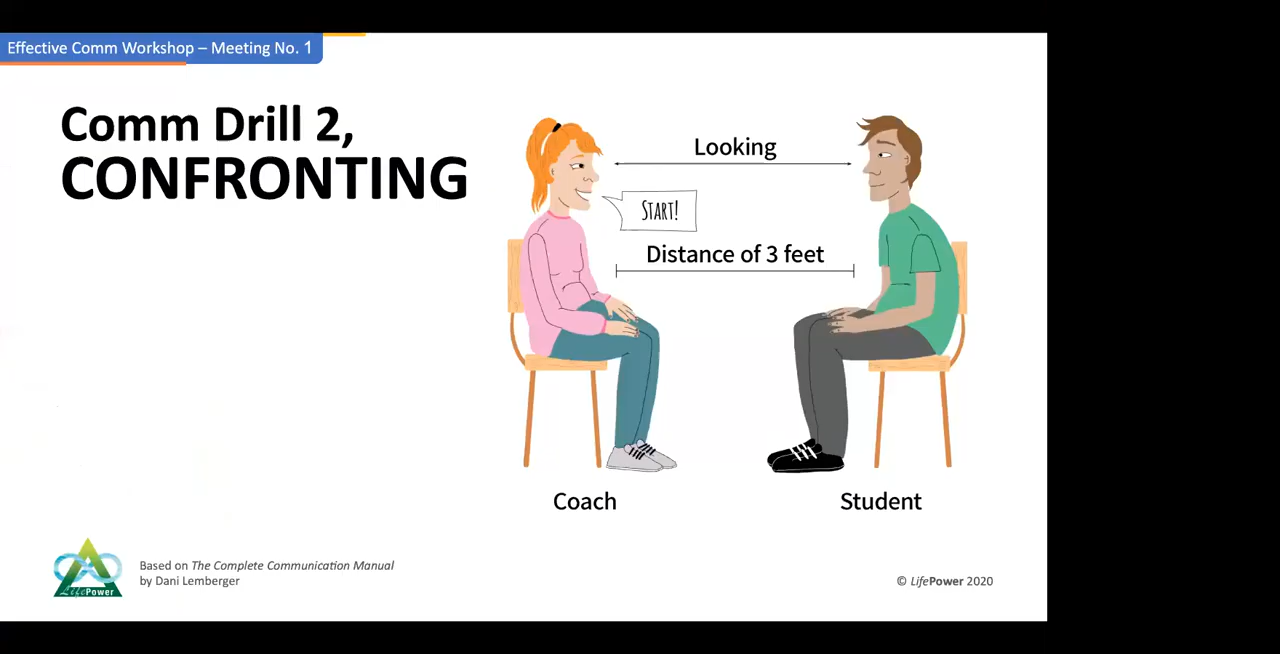 Effective Comm Workshop – Meeting No. 1
Comm Drill 2,
CONFRONTING
Looking
START!
Distance of 3 feet
Coach
Student
LifePower
Based on The Complete Communication Manual
by Dani Lemberger
© LifePower 2020